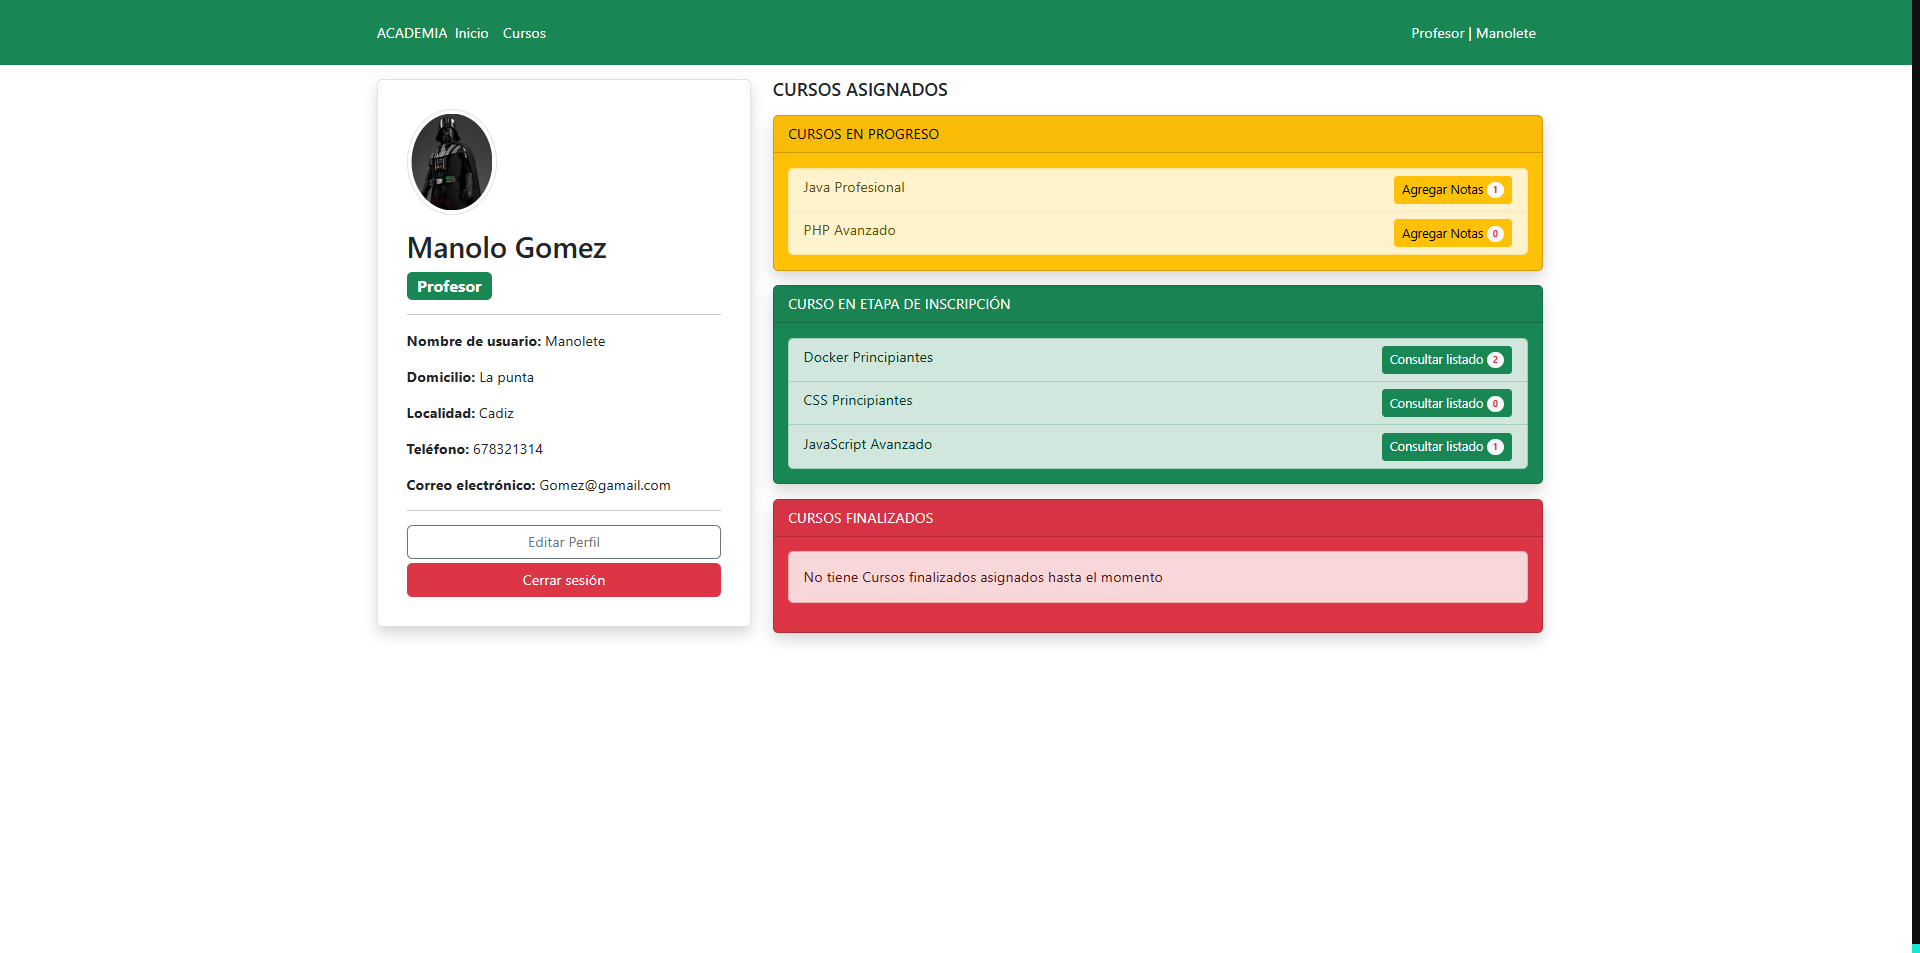 ACADEMIA Inicio Cursos
Profesor | Manolete
Manolo Gomez
Profesor
Nombre de usuario: Manolete
Domicilio: La punta
Localidad: Cadiz
Teléfono: 678321314
Correo electrónico: Gomez@gamail.com
Editar Perfil
Cerrar sesión
CURSOS ASIGNADOS
CURSOS EN PROGRESO
Java Profesional Agregar Notas 1
PHP Avanzado Agregar Notas 0
CURSO EN ETAPA DE INSCRIPCIÓN
Docker Principiantes Consultar listado 2
CSS Principiantes Consultar listado 0
JavaScript Avanzado Consultar listado 1
CURSOS FINALIZADOS
No tiene Cursos finalizados asignados hasta el momento